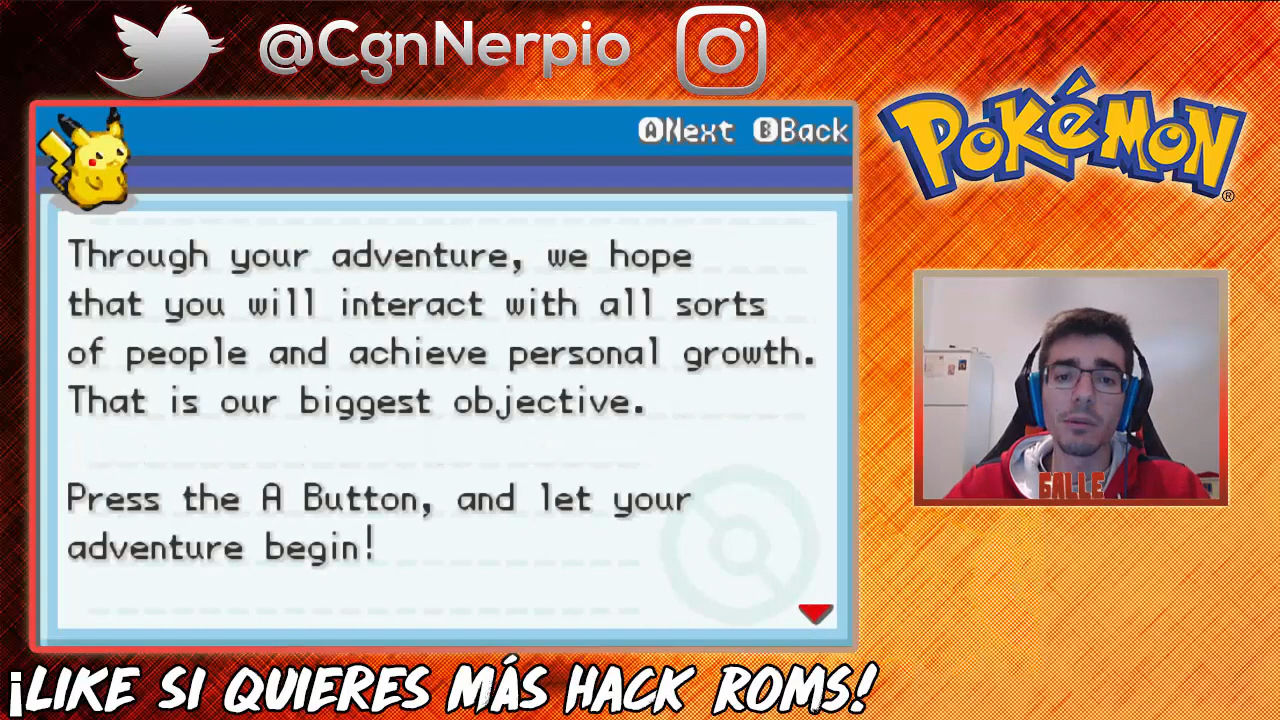 @CgnNerpio
POKÉMON
®
ⒶNext ⒷBack
Through your adventure, we hope
that you will interact with all sorts
of people and achieve personal growth.
That is our biggest objective.
Press the A Button, and let your
adventure begin!
GALLE
¡LIKE SI QUIERES MÁS HACK ROMS!